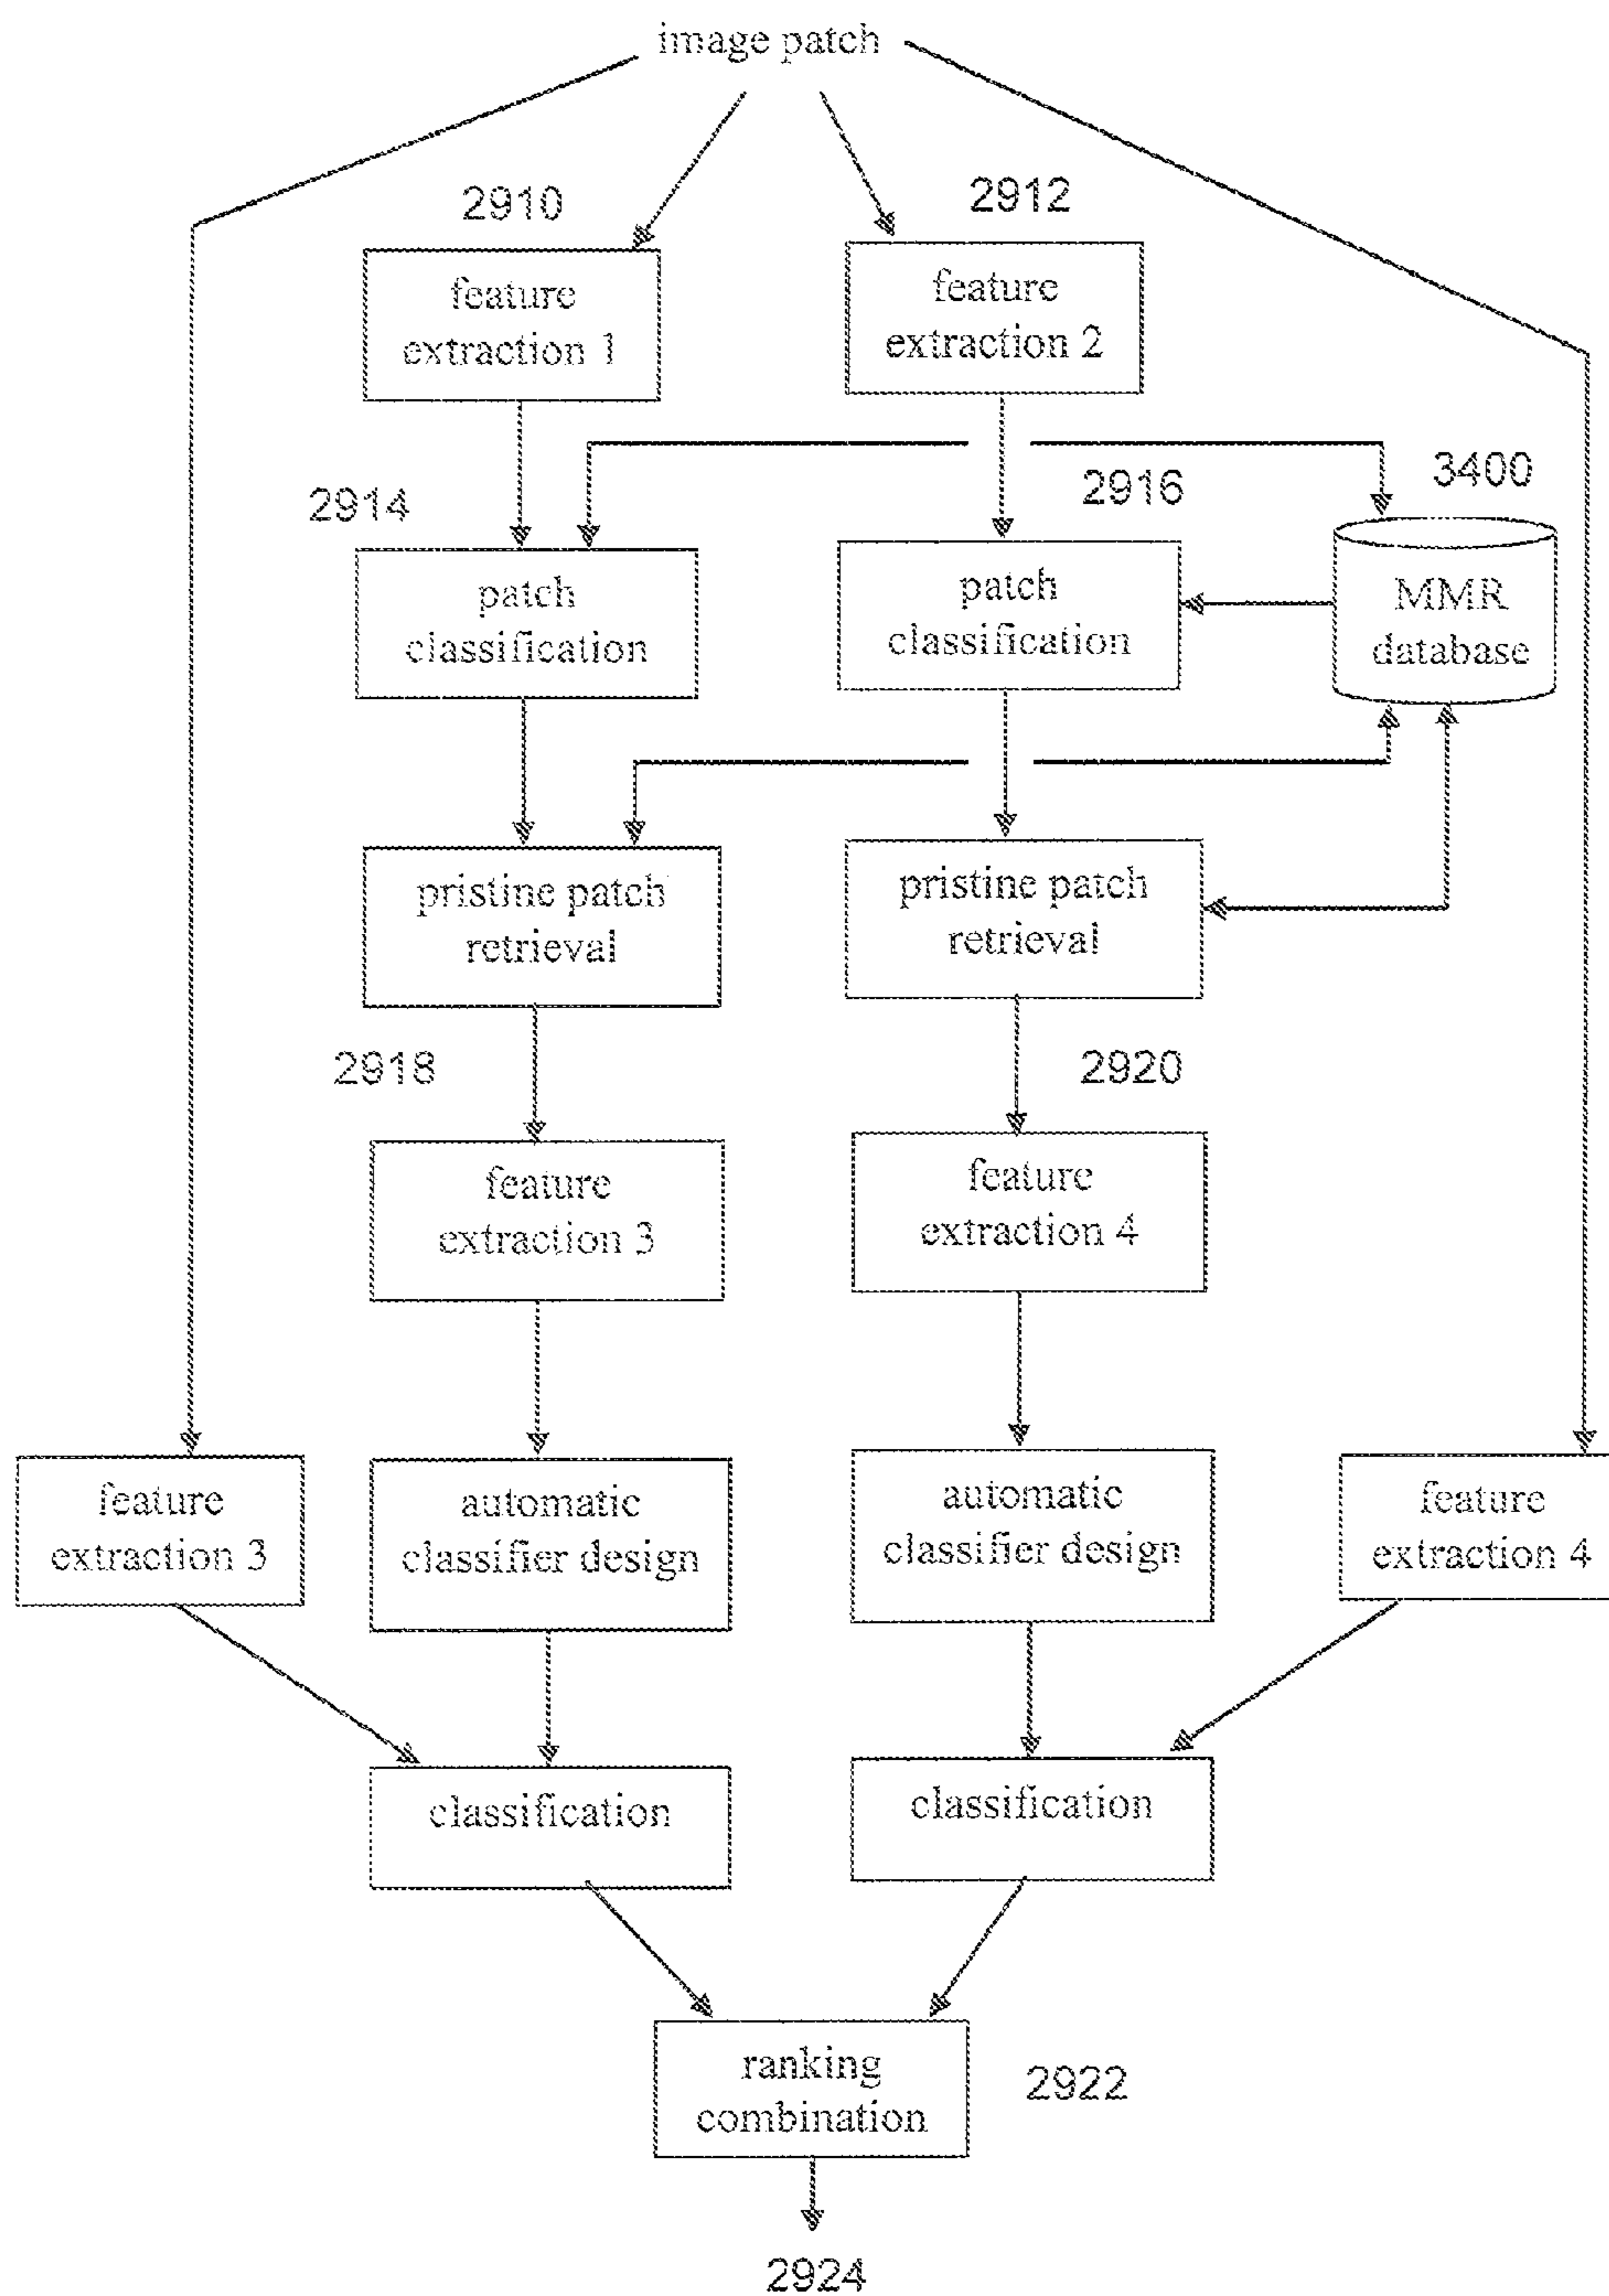 image patch
2910
2912
feature
extraction 1
feature
extraction 2
2914
2916
3400
patch
classification
patch
classification
MMR
database
pristine patch
retrieval
pristine patch
retrieval
2918
2920
feature
extraction 3
feature
extraction 4
feature
extraction 3
automatic
classifier design
automatic
classifier design
feature
extraction 4
classification
classification
ranking
combination
2922
2924